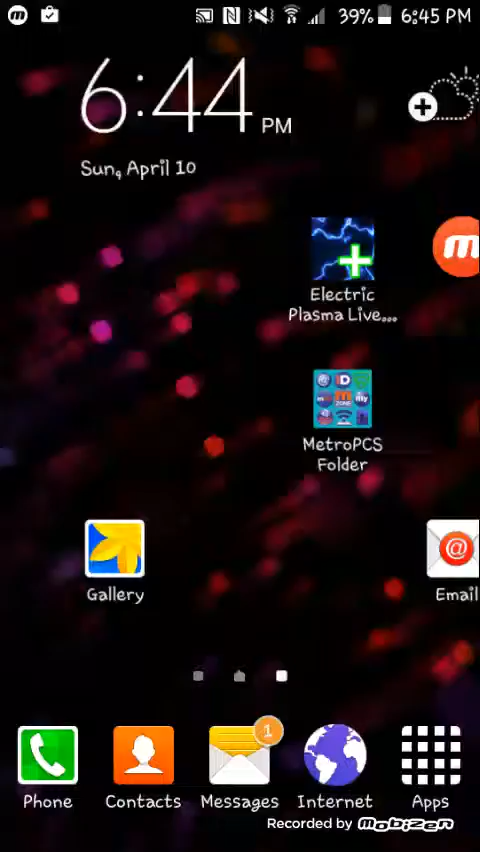 39% 6:45 PM
6:44 PM
Sun, April 10
Electric
Plasma Live...
MetroPCS
Folder
Gallery
Email
1
Phone Contacts Messages Internet Apps
Recorded by Mobizen